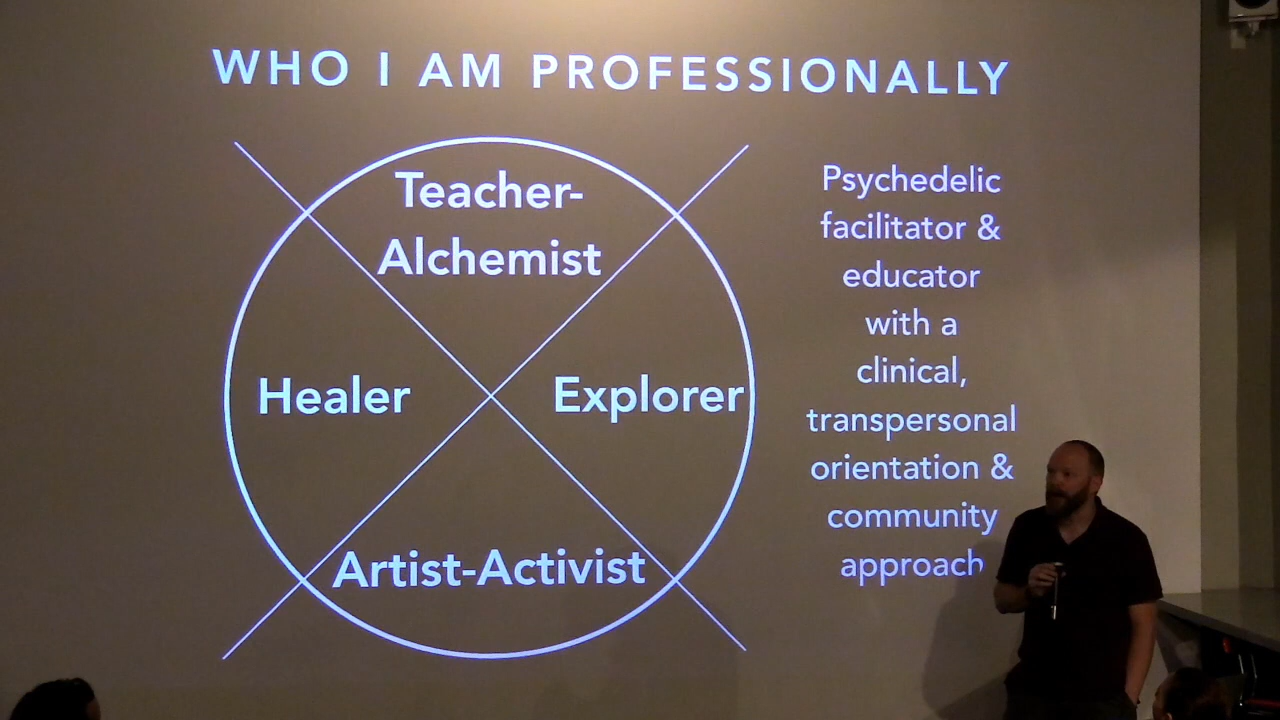 WHO I AM PROFESSIONALLY
Teacher-
Alchemist
Healer
Explorer
Artist-Activist
Psychedelic
facilitator &
educator
with a
clinical,
transpersonal
orientation &
community
approach